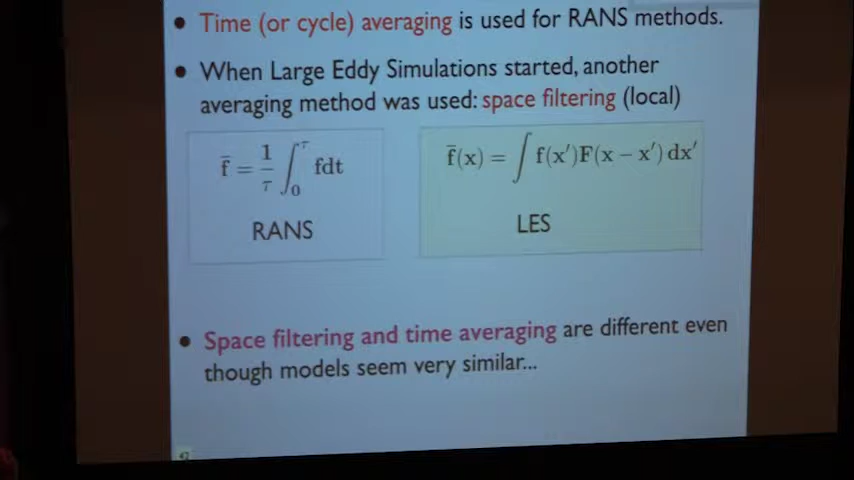 • Time (or cycle) averaging is used for RANS methods.
• When Large Eddy Simulations started, another
averaging method was used: space filtering (local)
f̄ = 1/τ ∫₀^τ fdt
f̄(x) = ∫ f(x′)F(x − x′) dx′
RANS
LES
• Space filtering and time averaging are different even
though models seem very similar...
42